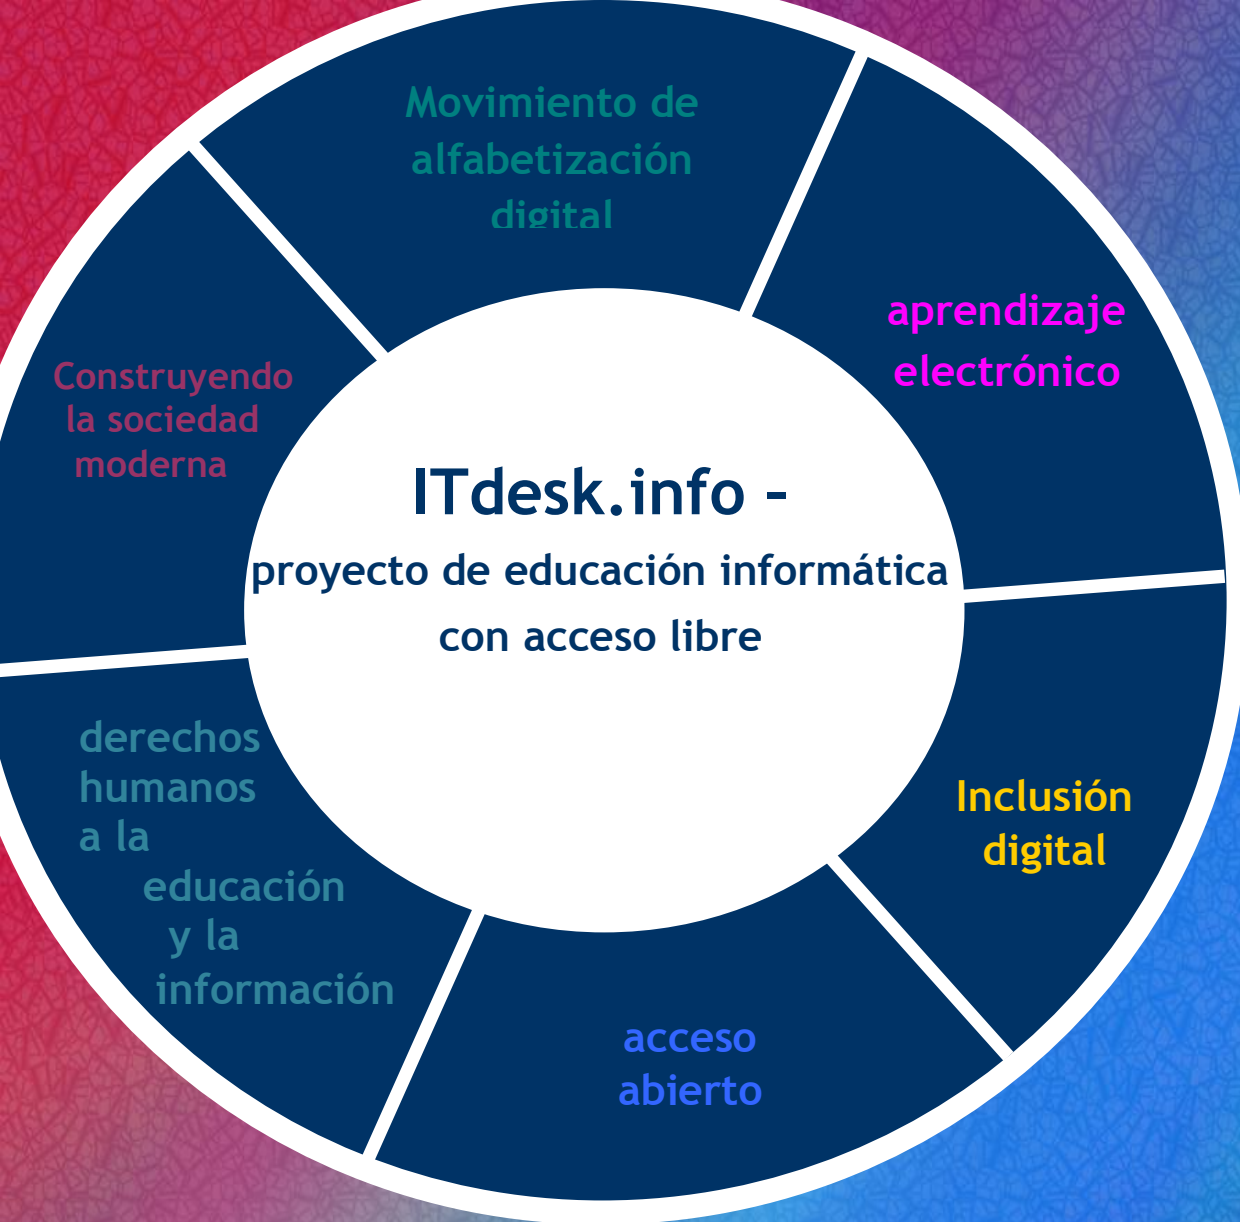 Movimiento de
alfabetización
digital
aprendizaje
electrónico
Construyendo
la sociedad
moderna
ITdesk.info –
proyecto de educación informática
con acceso libre
derechos
humanos
a la
educación
y la
información
Inclusión
digital
acceso
abierto